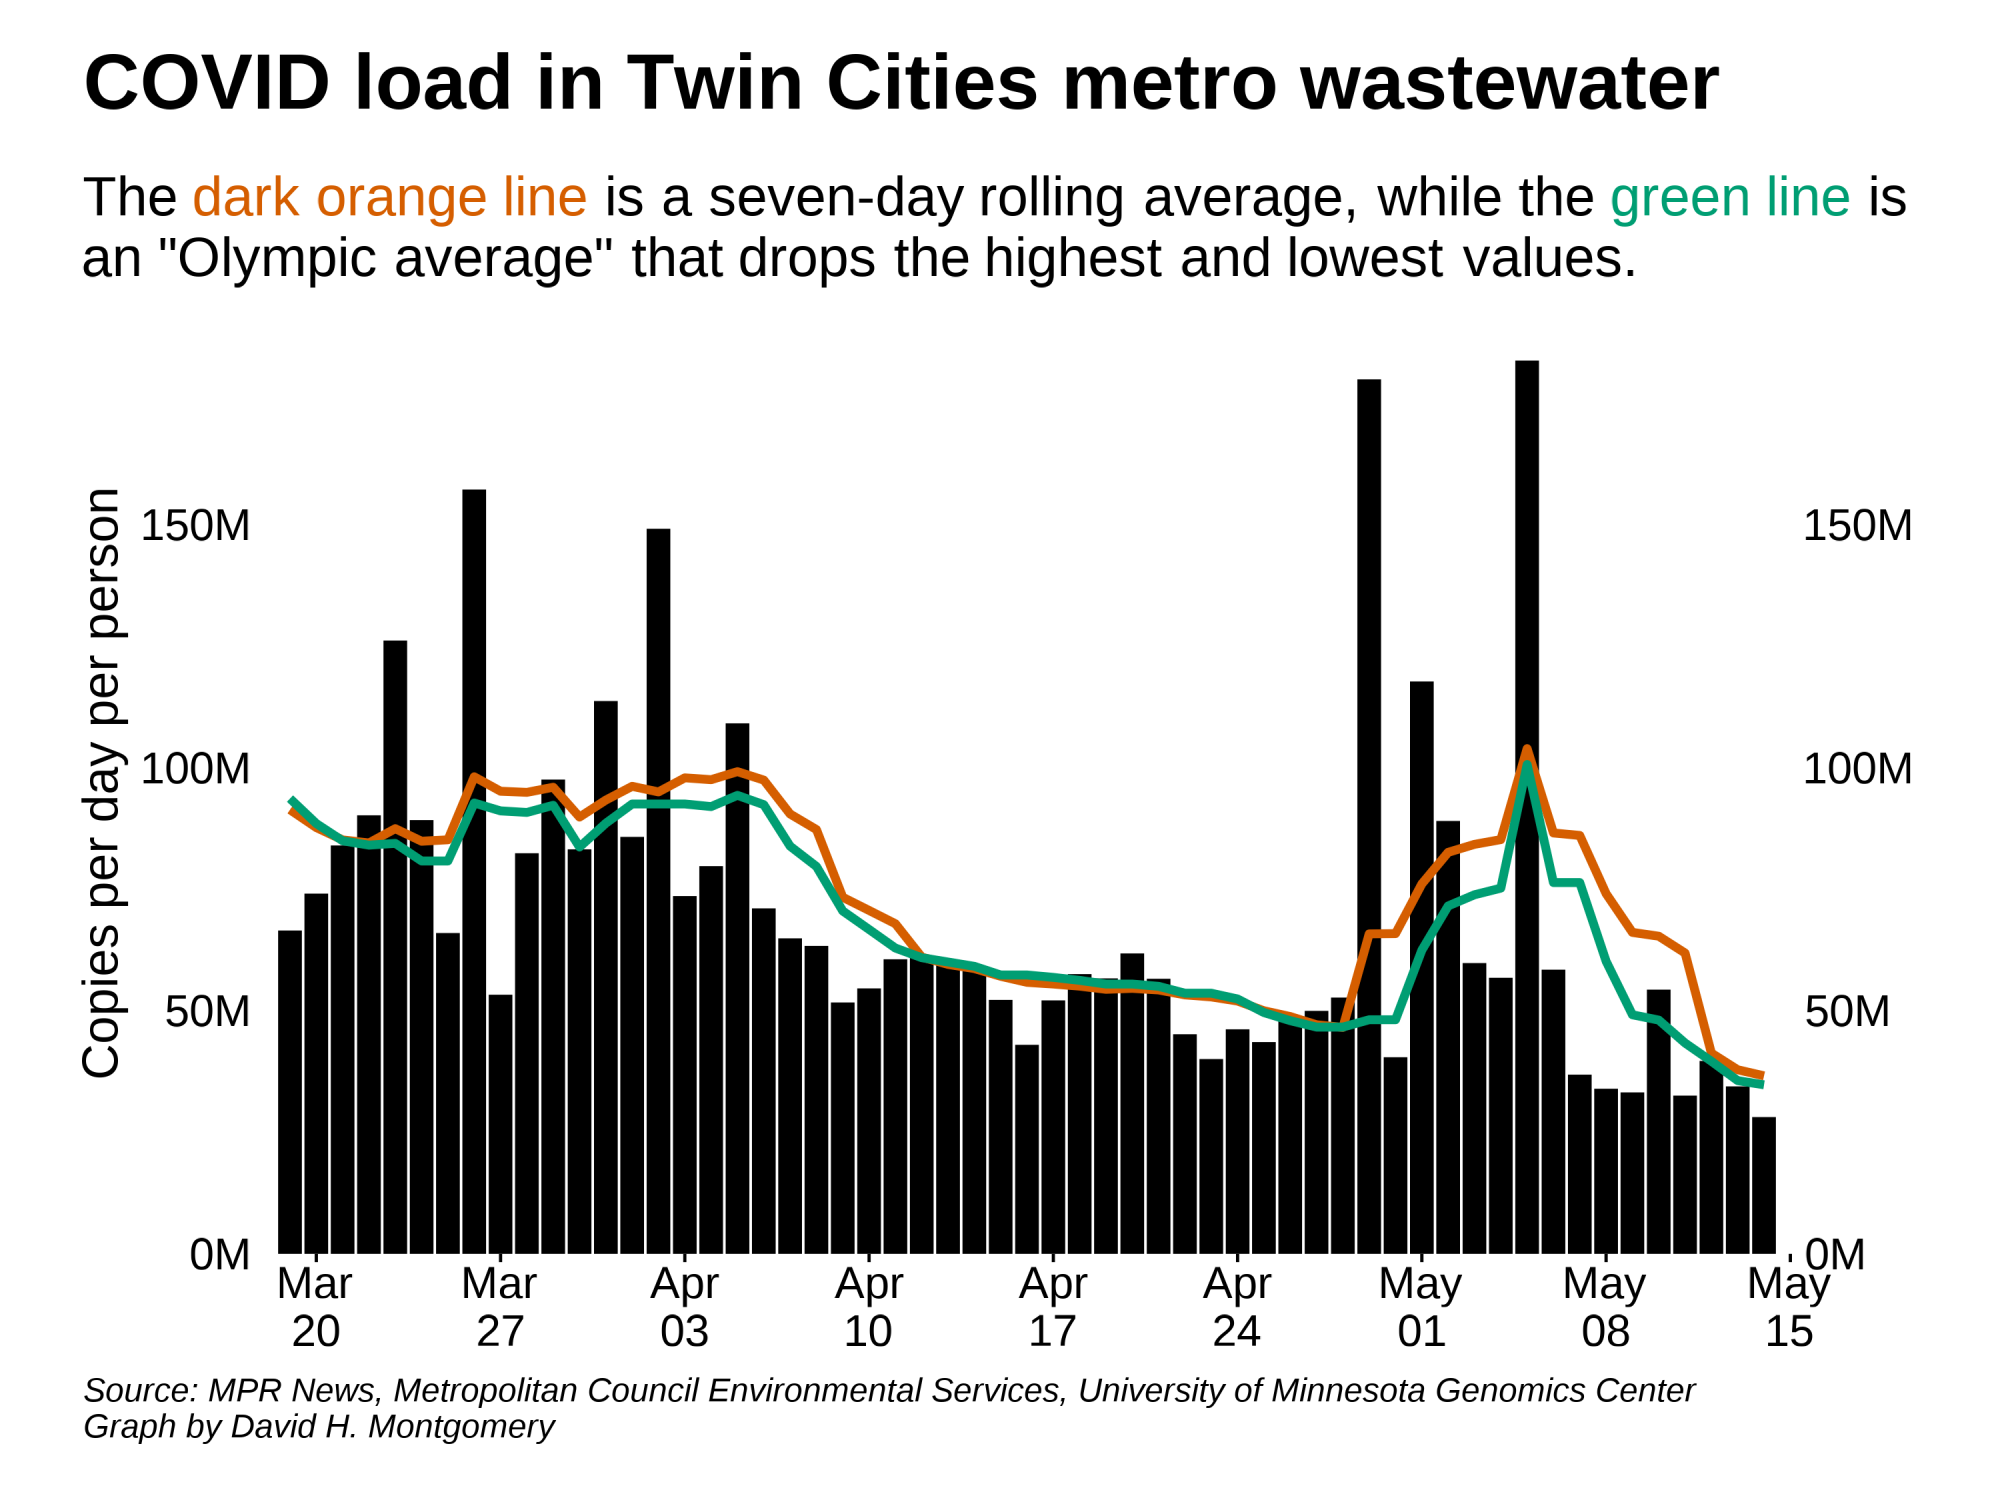 COVID load in Twin Cities metro wastewater
The dark orange line is a seven-day rolling average, while the green line is
an "Olympic average" that drops the highest and lowest values.
Copies per day per person
150M
150M
100M
100M
50M
50M
0M
0M
Mar Mar Apr Apr Apr Apr May May May
20 27 03 10 17 24 01 08 15
Source: MPR News, Metropolitan Council Environmental Services, University of Minnesota Genomics Center
Graph by David H. Montgomery